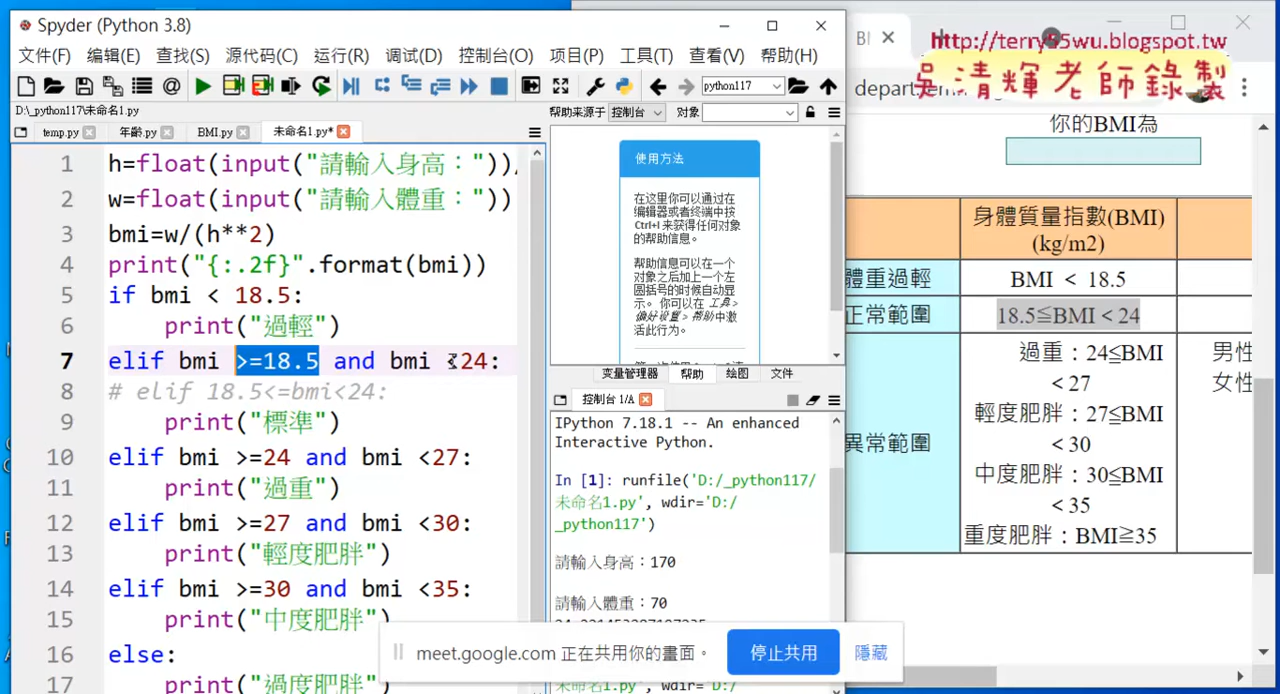 Spyder (Python 3.8)
文件(F) 编辑(E) 查找(S) 源代码(C) 运行(R) 调试(D) 控制台(O) 项目(P) 工具(T) 查看(V) 帮助(H)
python117
D:\_python117\未命名1.py
temp.py 年齡.py BMI.py 未命名1.py*
1 h=float(input("請輸入身高："))
2 w=float(input("請輸入體重："))
3 bmi=w/(h**2)
4 print("{:.2f}".format(bmi))
5 if bmi < 18.5:
6 print("過輕")
7 elif bmi >=18.5 and bmi <24:
8 # elif 18.5<=bmi<24:
9 print("標準")
10 elif bmi >=24 and bmi <27:
11 print("過重")
12 elif bmi >=27 and bmi <30:
13 print("輕度肥胖")
14 elif bmi >=30 and bmi <35:
15 print("中度肥胖")
16 else:
17 print("過度肥胖")
帮助来源于 控制台 对象
使用方法
在这里你可以通过在
编辑器或者终端中按
Ctrl+I 来获得任何对象
的帮助信息。
帮助信息可以在一个
对象之后加上一个左
圆括号的时候自动显
示。 你可以在 工具 >
偏好设置 > 帮助 中激
活此行为。
变量管理器 帮助 绘图 文件
控制台 1/A
IPython 7.18.1 -- An enhanced
Interactive Python.
In [1]: runfile('D:/_python117/
未命名1.py', wdir='D:/
_python117')
請輸入身高：170
請輸入體重：70
未命名1.py', wdir='D:/
http://terry55wu.blogspot.tw
吳清輝老師錄製
你的BMI為
身體質量指數(BMI)
(kg/m2)
體重過輕 BMI < 18.5
正常範圍 18.5≦BMI < 24
異常範圍
過重：24≦BMI
< 27
輕度肥胖：27≦BMI
< 30
中度肥胖：30≦BMI
< 35
重度肥胖：BMI≧35
男性
女性
meet.google.com 正在共用你的畫面。 停止共用 隱藏